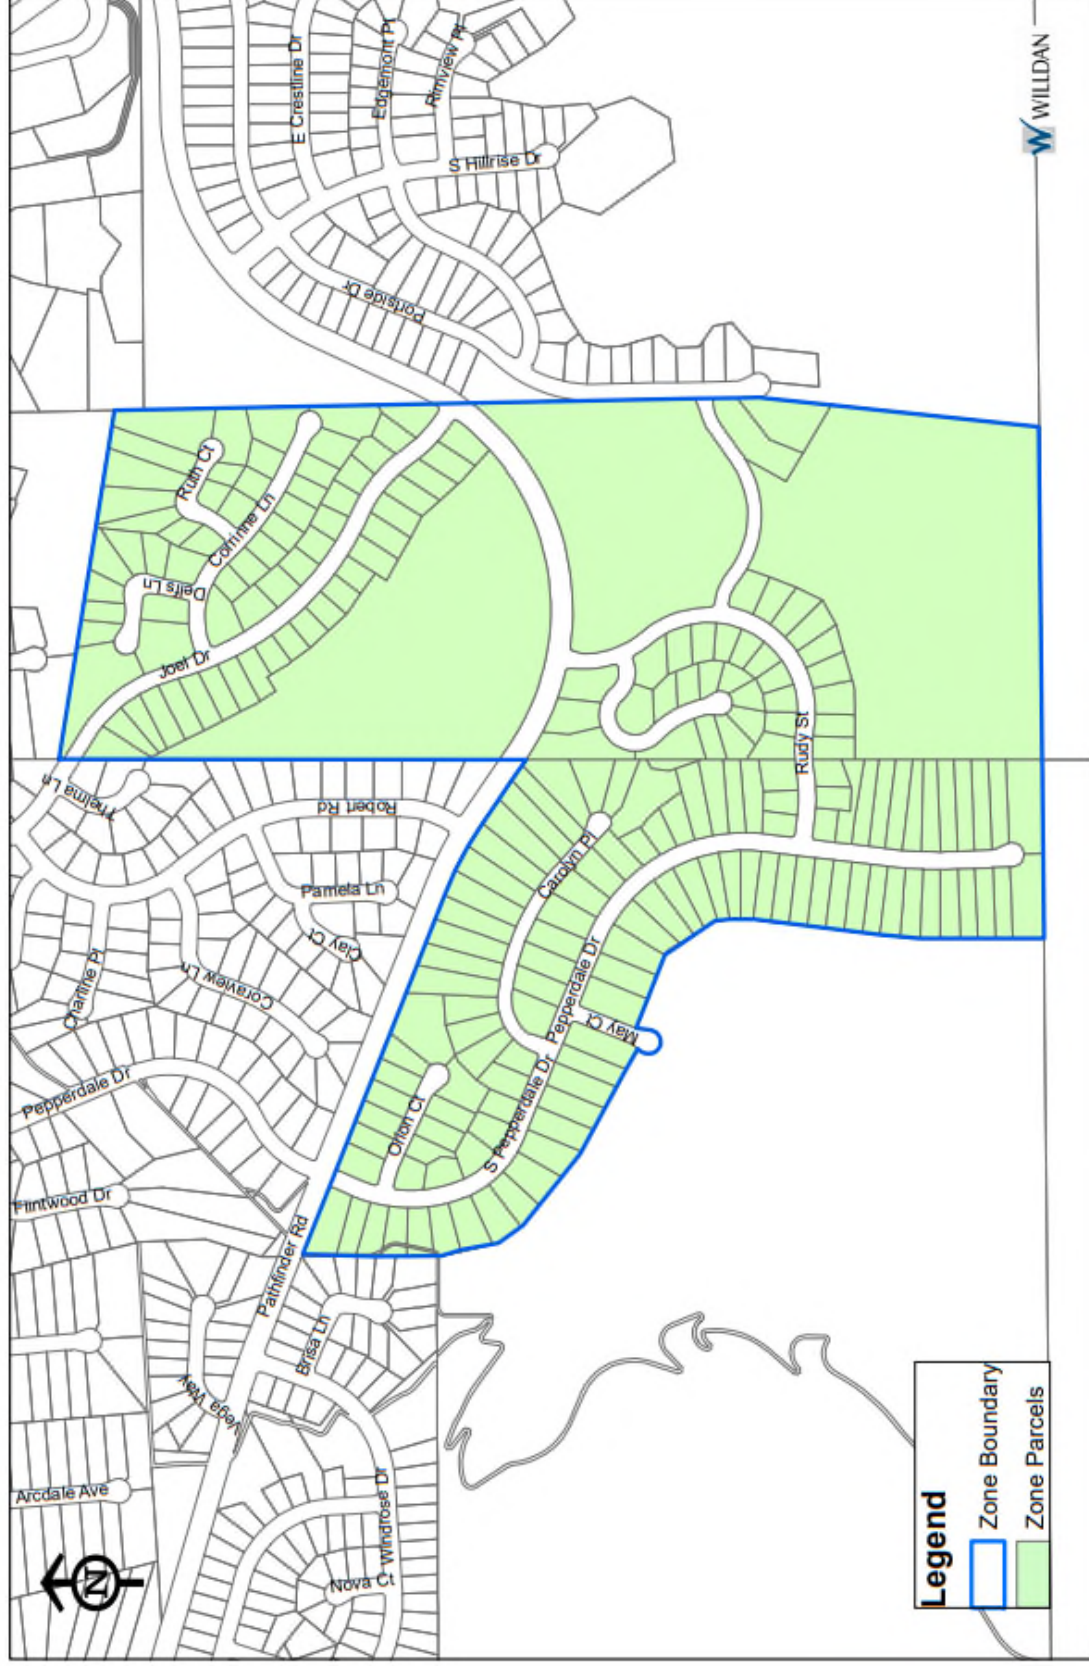 E Crestline Dr
Edgemont Pl
Rimview Pl
S Hillrise Dr
Portside Dr
WILLDAN
Ruth Ct
Corrinne Ln
Delfs Ln
Joel Dr
Thelma Ln
Robert Rd
Pamela Ln
Clay Ct
Charline Pl
Coraview Ln
Pepperdale Dr
Flintwood Dr
Rudy St
Carolyn Pl
Pepperdale Dr
May Ct
S Pepperdale Dr
Orion Ct
Pathfinder Rd
Brisa Ln
Vega Way
Arcdale Ave
Windrose Dr
Nova Ct
N
Legend
Zone Boundary
Zone Parcels